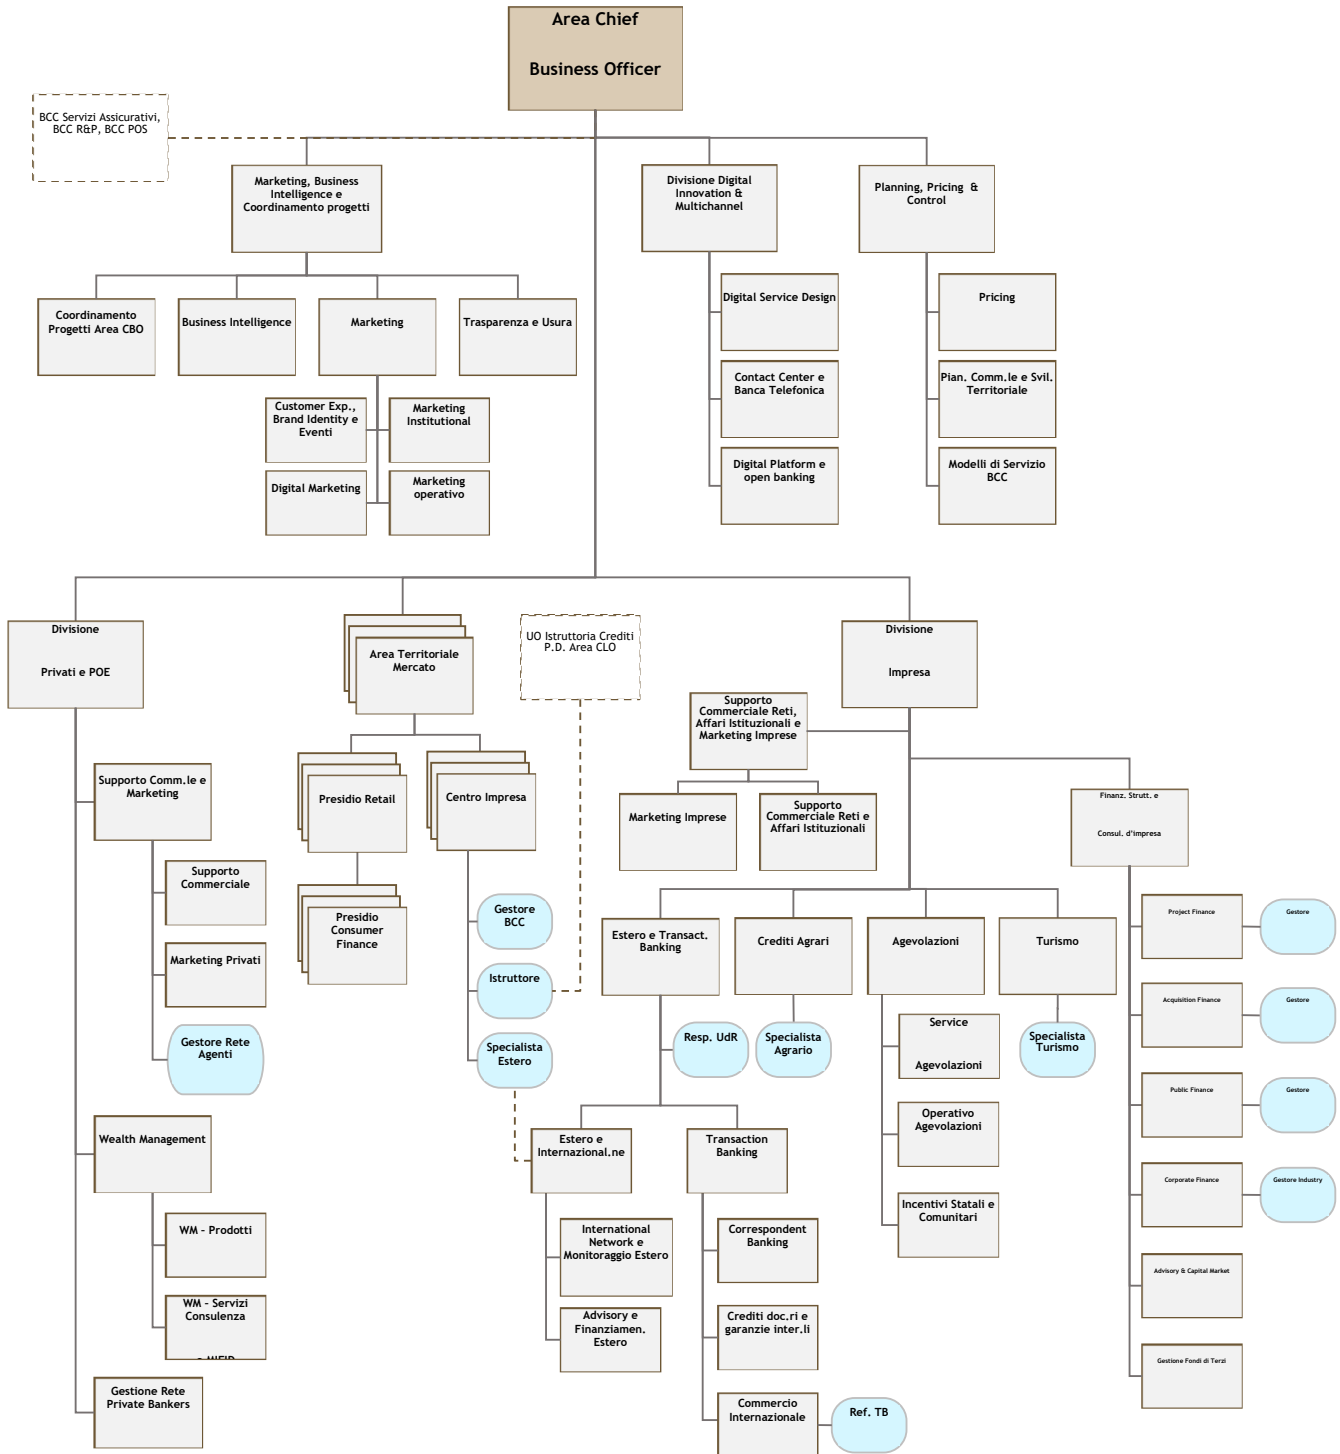 Area Chief
Business Officer
BCC Servizi Assicurativi,
BCC R&P, BCC POS
Marketing, Business
Intelligence e
Coordinamento progetti
Divisione Digital
Innovation &
Multichannel
Planning, Pricing &
Control
Coordinamento
Progetti Area CBO
Business Intelligence
Marketing
Trasparenza e Usura
Digital Service Design
Pricing
Contact Center e
Banca Telefonica
Pian. Comm.le e Svil.
Territoriale
Customer Exp.,
Brand Identity e
Eventi
Marketing
Institutional
Digital Marketing
Marketing
operativo
Digital Platform e
open banking
Modelli di Servizio
BCC
Divisione
Privati e POE
Area Territoriale
Mercato
UO Istruttoria Crediti
P.D. Area CLO
Divisione
Impresa
Supporto
Commerciale Reti,
Affari Istituzionali e
Marketing Imprese
Supporto Comm.le e
Marketing
Presidio Retail
Centro Impresa
Marketing Imprese
Supporto
Commerciale Reti e
Affari Istituzionali
Finanz. Strutt. e
Consul. d'impresa
Supporto
Commerciale
Presidio
Consumer
Finance
Gestore
BCC
Estero e Transact.
Banking
Crediti Agrari
Agevolazioni
Turismo
Project Finance
Gestore
Marketing Privati
Istruttore
Acquisition Finance
Gestore
Gestore Rete
Agenti
Specialista
Estero
Resp. UdR
Specialista
Agrario
Service
Agevolazioni
Specialista
Turismo
Public Finance
Gestore
Wealth Management
Estero e
Internazional.ne
Transaction
Banking
Operativo
Agevolazioni
Corporate Finance
Gestore Industry
WM - Prodotti
International
Network e
Monitoraggio Estero
Correspondent
Banking
Incentivi Statali e
Comunitari
Advisory & Capital Market
WM - Servizi
Consulenza
e MIFID
Advisory e
Finanziamen.
Estero
Crediti doc.ri e
garanzie inter.li
Gestione Fondi di Terzi
Gestione Rete
Private Bankers
Commercio
Internazionale
Ref. TB